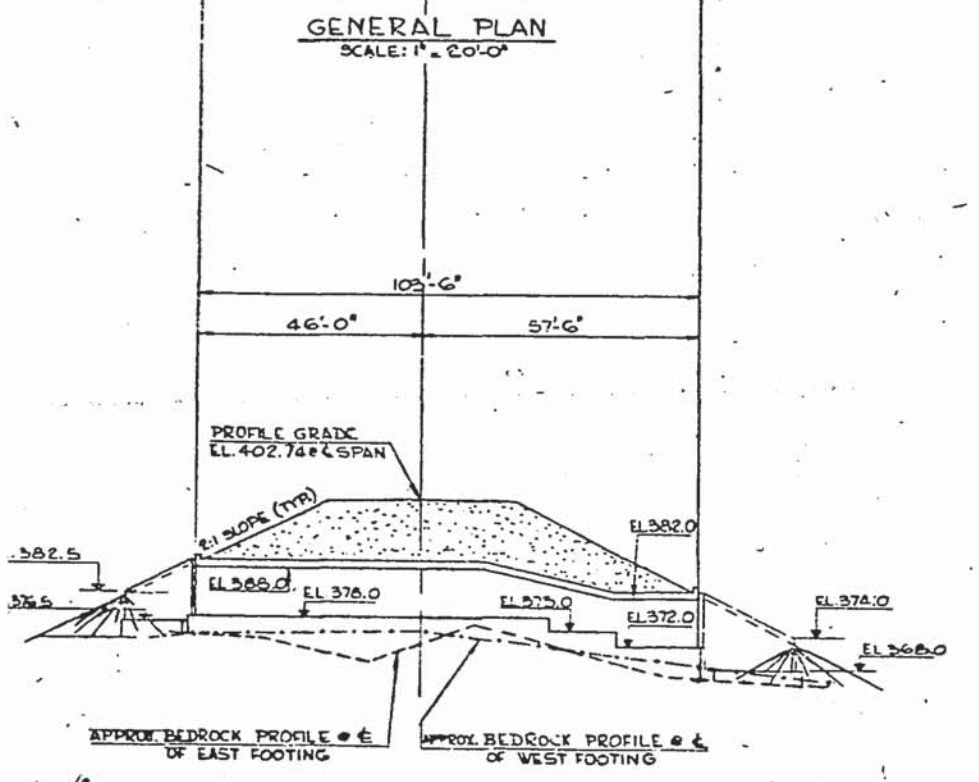 GENERAL PLAN
SCALE: 1" = 20'-0"
103'-6"
46'-0"
57'-6"
PROFILE GRADE
EL. 402.74 @ ℄ SPAN
2:1 SLOPE (TYP.)
EL 382.0
.382.5
EL 388.0
EL 378.0
376.5
EL 375.0
EL 374.0
EL 372.0
EL 368.0
APPROX. BEDROCK PROFILE @ ℄
OF EAST FOOTING
APPROX. BEDROCK PROFILE @ ℄
OF WEST FOOTING